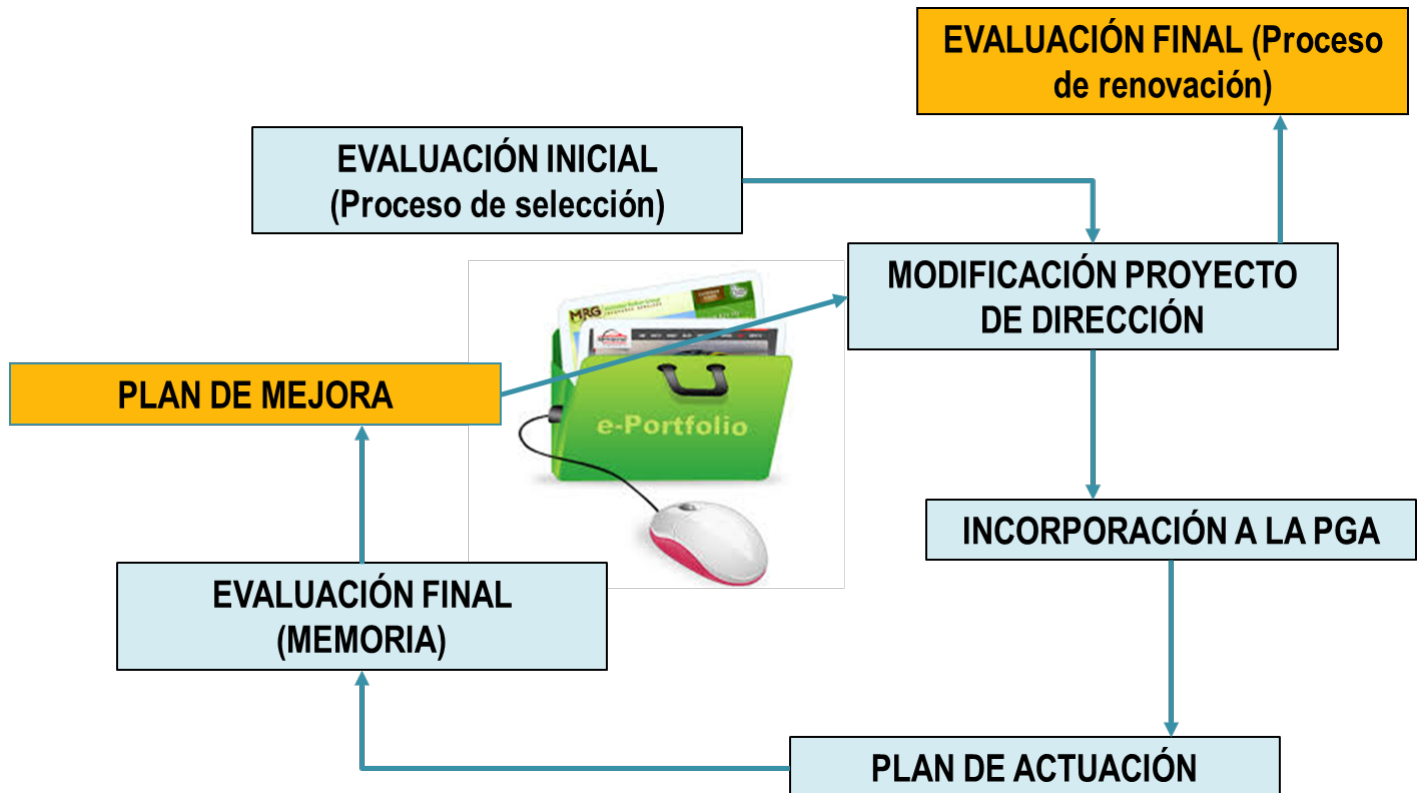 EVALUACIÓN FINAL (Proceso
de renovación)
EVALUACIÓN INICIAL
(Proceso de selección)
MODIFICACIÓN PROYECTO
DE DIRECCIÓN
MRG
PLAN DE MEJORA
e-Portfolio
INCORPORACIÓN A LA PGA
EVALUACIÓN FINAL
(MEMORIA)
PLAN DE ACTUACIÓN